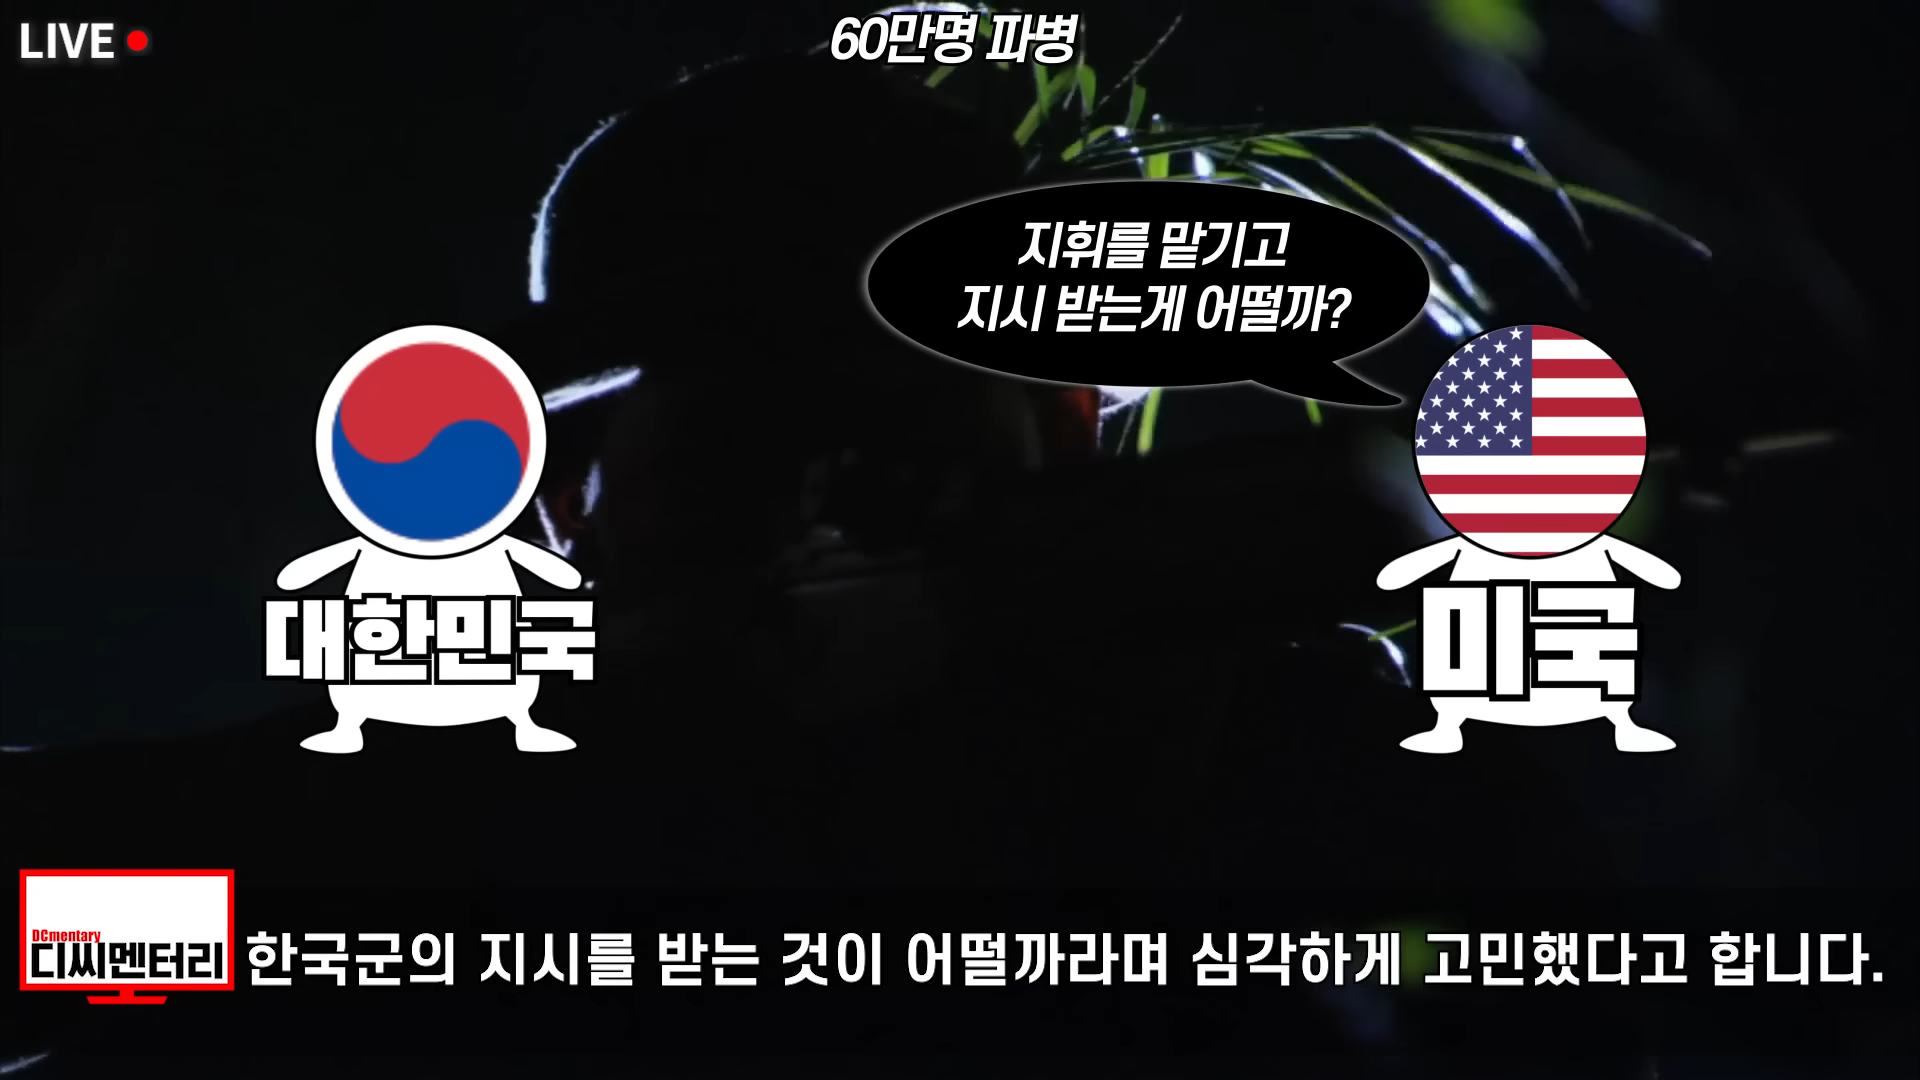 LIVE
60만명 파병
지휘를 맡기고
지시 받는게 어떨까?
대한민국
미국
DCmentary
디씨멘터리
한국군의 지시를 받는 것이 어떨까라며 심각하게 고민했다고 합니다.